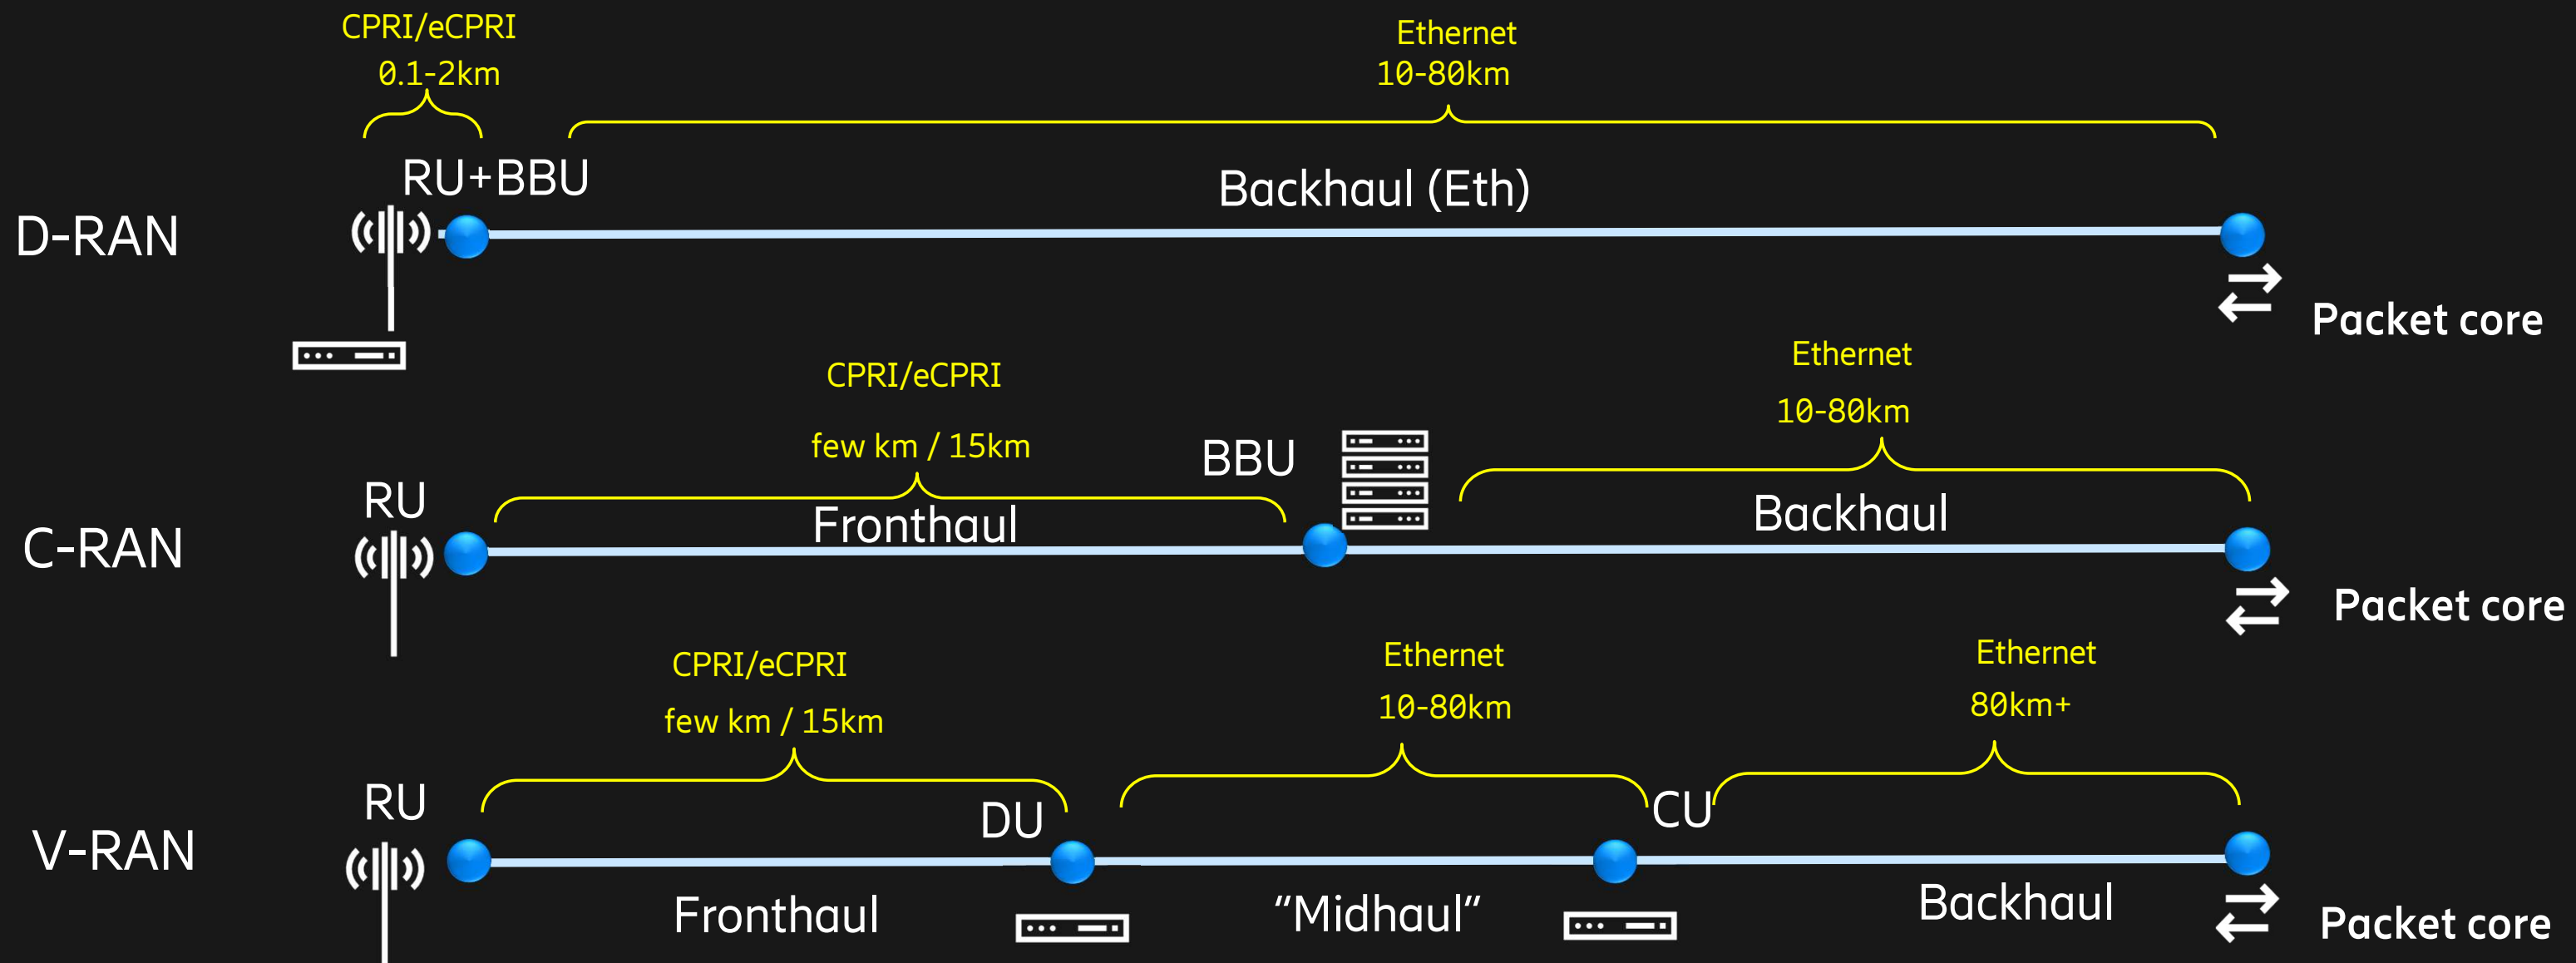 CPRI/eCPRI
0.1-2km
Ethernet
10-80km
RU+BBU
Backhaul (Eth)
D-RAN
Packet core
CPRI/eCPRI
few km / 15km
Ethernet
10-80km
BBU
RU
Fronthaul
Backhaul
C-RAN
Packet core
CPRI/eCPRI
few km / 15km
Ethernet
10-80km
Ethernet
80km+
RU
DU
CU
V-RAN
Fronthaul
“Midhaul”
Backhaul
Packet core